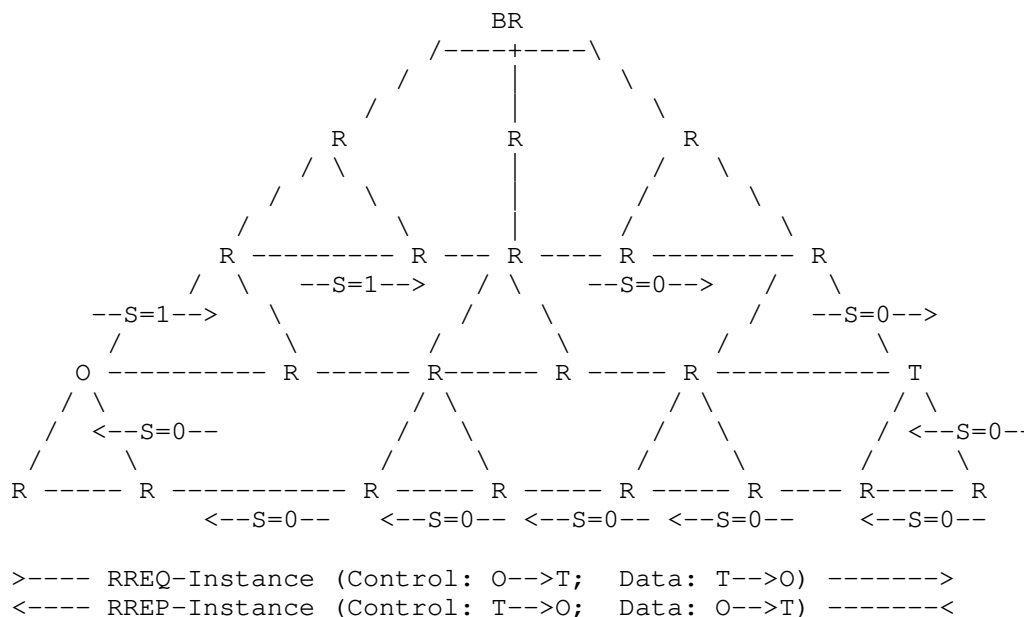 BR
R R R
R R R R R
--S=1--> --S=0-->
--S=1--> --S=0-->
O R R R R T
<--S=0-- <--S=0--
R R R R R R R R
<--S=0-- <--S=0-- <--S=0-- <--S=0-- <--S=0--
>---- RREQ-Instance (Control: O-->T; Data: T-->O) ------->
<---- RREP-Instance (Control: T-->O; Data: O-->T) -------<